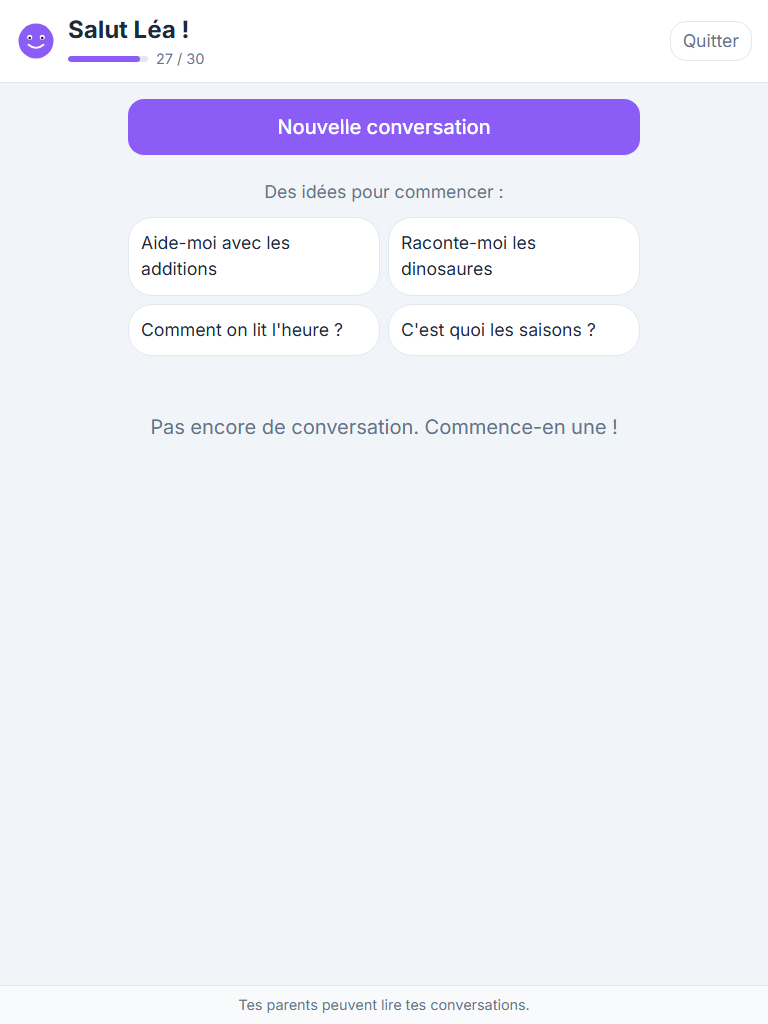 Salut Léa !
27 / 30
Quitter
Nouvelle conversation
Des idées pour commencer :
Aide-moi avec les
additions
Raconte-moi les
dinosaures
Comment on lit l'heure ?
C'est quoi les saisons ?
Pas encore de conversation. Commence-en une !
Tes parents peuvent lire tes conversations.